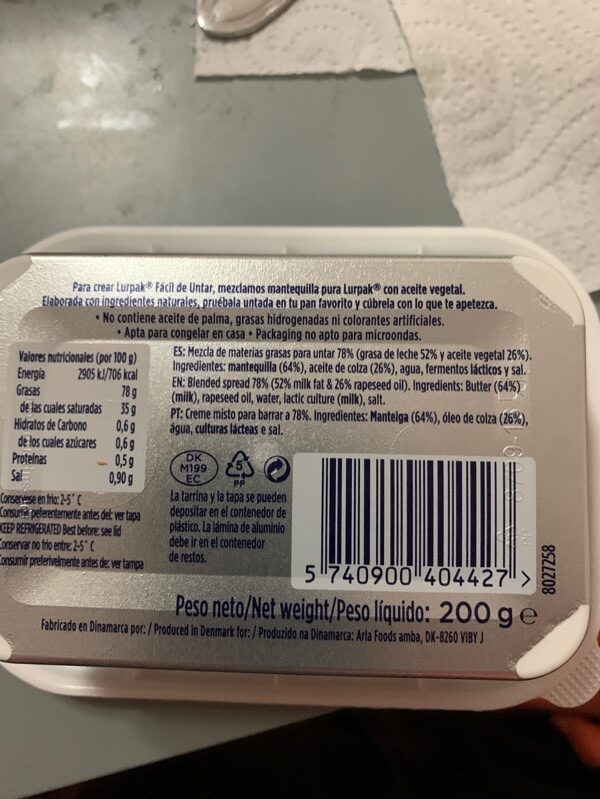 Para crear Lurpak® Fácil de Untar, mezclamos mantequilla pura Lurpak® con aceite vegetal.
Elaborada con ingredientes naturales, pruébala untada en tu pan favorito y cúbrela con lo que te apetezca.
• No contiene aceite de palma, grasas hidrogenadas ni colorantes artificiales.
• Apta para congelar en casa • Packaging no apto para microondas.
Valores nutricionales (por 100 g)
Energía 2905 kJ/706 kcal
Grasas 78 g
de las cuales saturadas 35 g
Hidratos de Carbono 0,6 g
de los cuales azúcares 0,6 g
Proteínas 0,5 g
Sal 0,90 g
Consérvese en frío: 2-5° C
Consumir peferentemente antes del: ver tapa
KEEP REFRIGERATED Best before: see lid
Conservar no frio entre: 2-5° C
Consumir preferivelmente antes de: ver tampa
ES: Mezcla de materias grasas para untar 78% (grasa de leche 52% y aceite vegetal 26%).
Ingredientes: mantequilla (64%), aceite de colza (26%), agua, fermentos lácticos y sal.
EN: Blended spread 78% (52% milk fat & 26% rapeseed oil). Ingredients: Butter (64%)
(milk), rapeseed oil, water, lactic culture (milk), salt.
PT: Creme misto para barrar a 78%. Ingredientes: Manteiga (64%), óleo de colza (26%),
água, culturas lácteas e sal.
DK
M199
EC
5
PP
La tarrina y la tapa se pueden
depositar en el contenedor de
plástico. La lámina de aluminio
debe ir en el contenedor
de restos.
5 740900 404427 >
8027258
Peso neto/Net weight/Peso líquido: 200 g e
Fabricado en Dinamarca por: / Produced in Denmark for: / Produzido na Dinamarca: Arla Foods amba, DK-8260 VIBY J